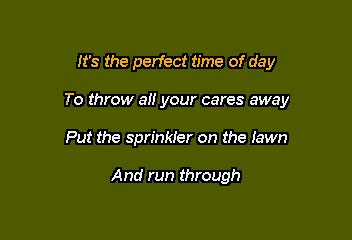 It's the perfect time of day
To throw all your cares away
Put the sprinkler on the lawn
And run through